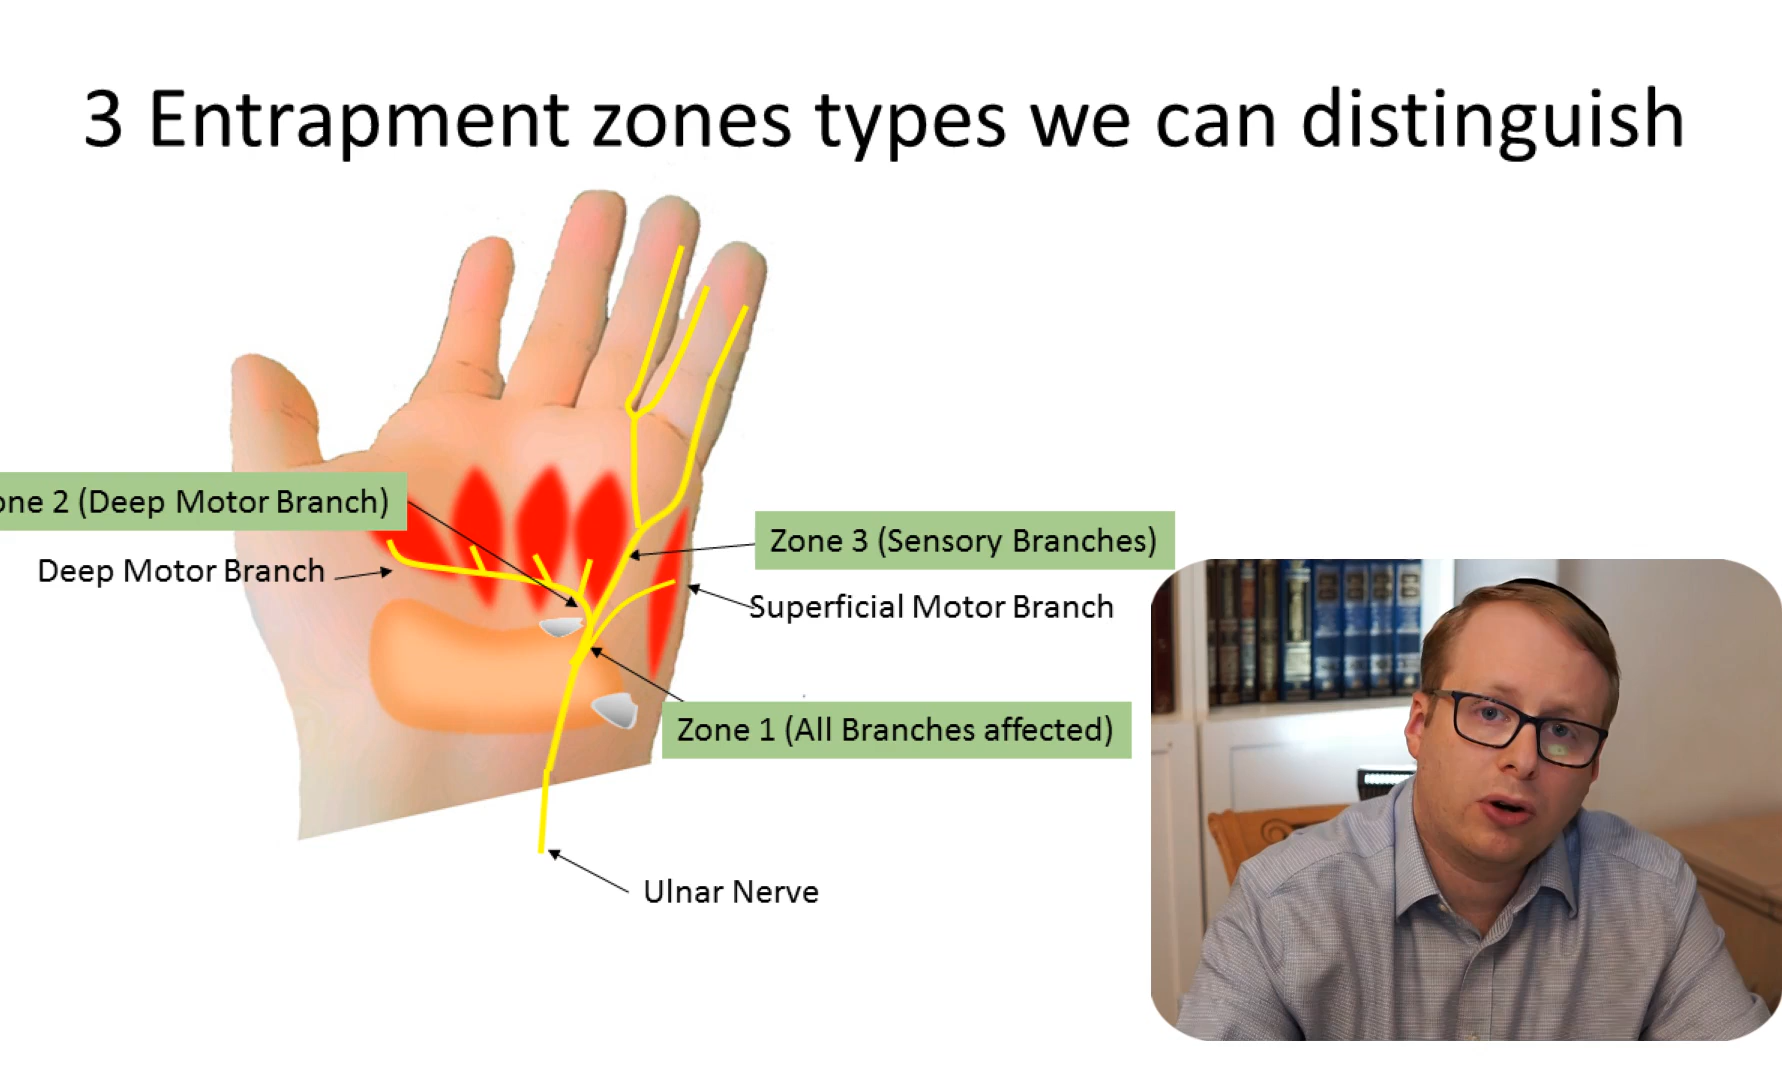 3 Entrapment zones types we can distinguish
one 2 (Deep Motor Branch)
Zone 3 (Sensory Branches)
Deep Motor Branch
Superficial Motor Branch
Zone 1 (All Branches affected)
Ulnar Nerve